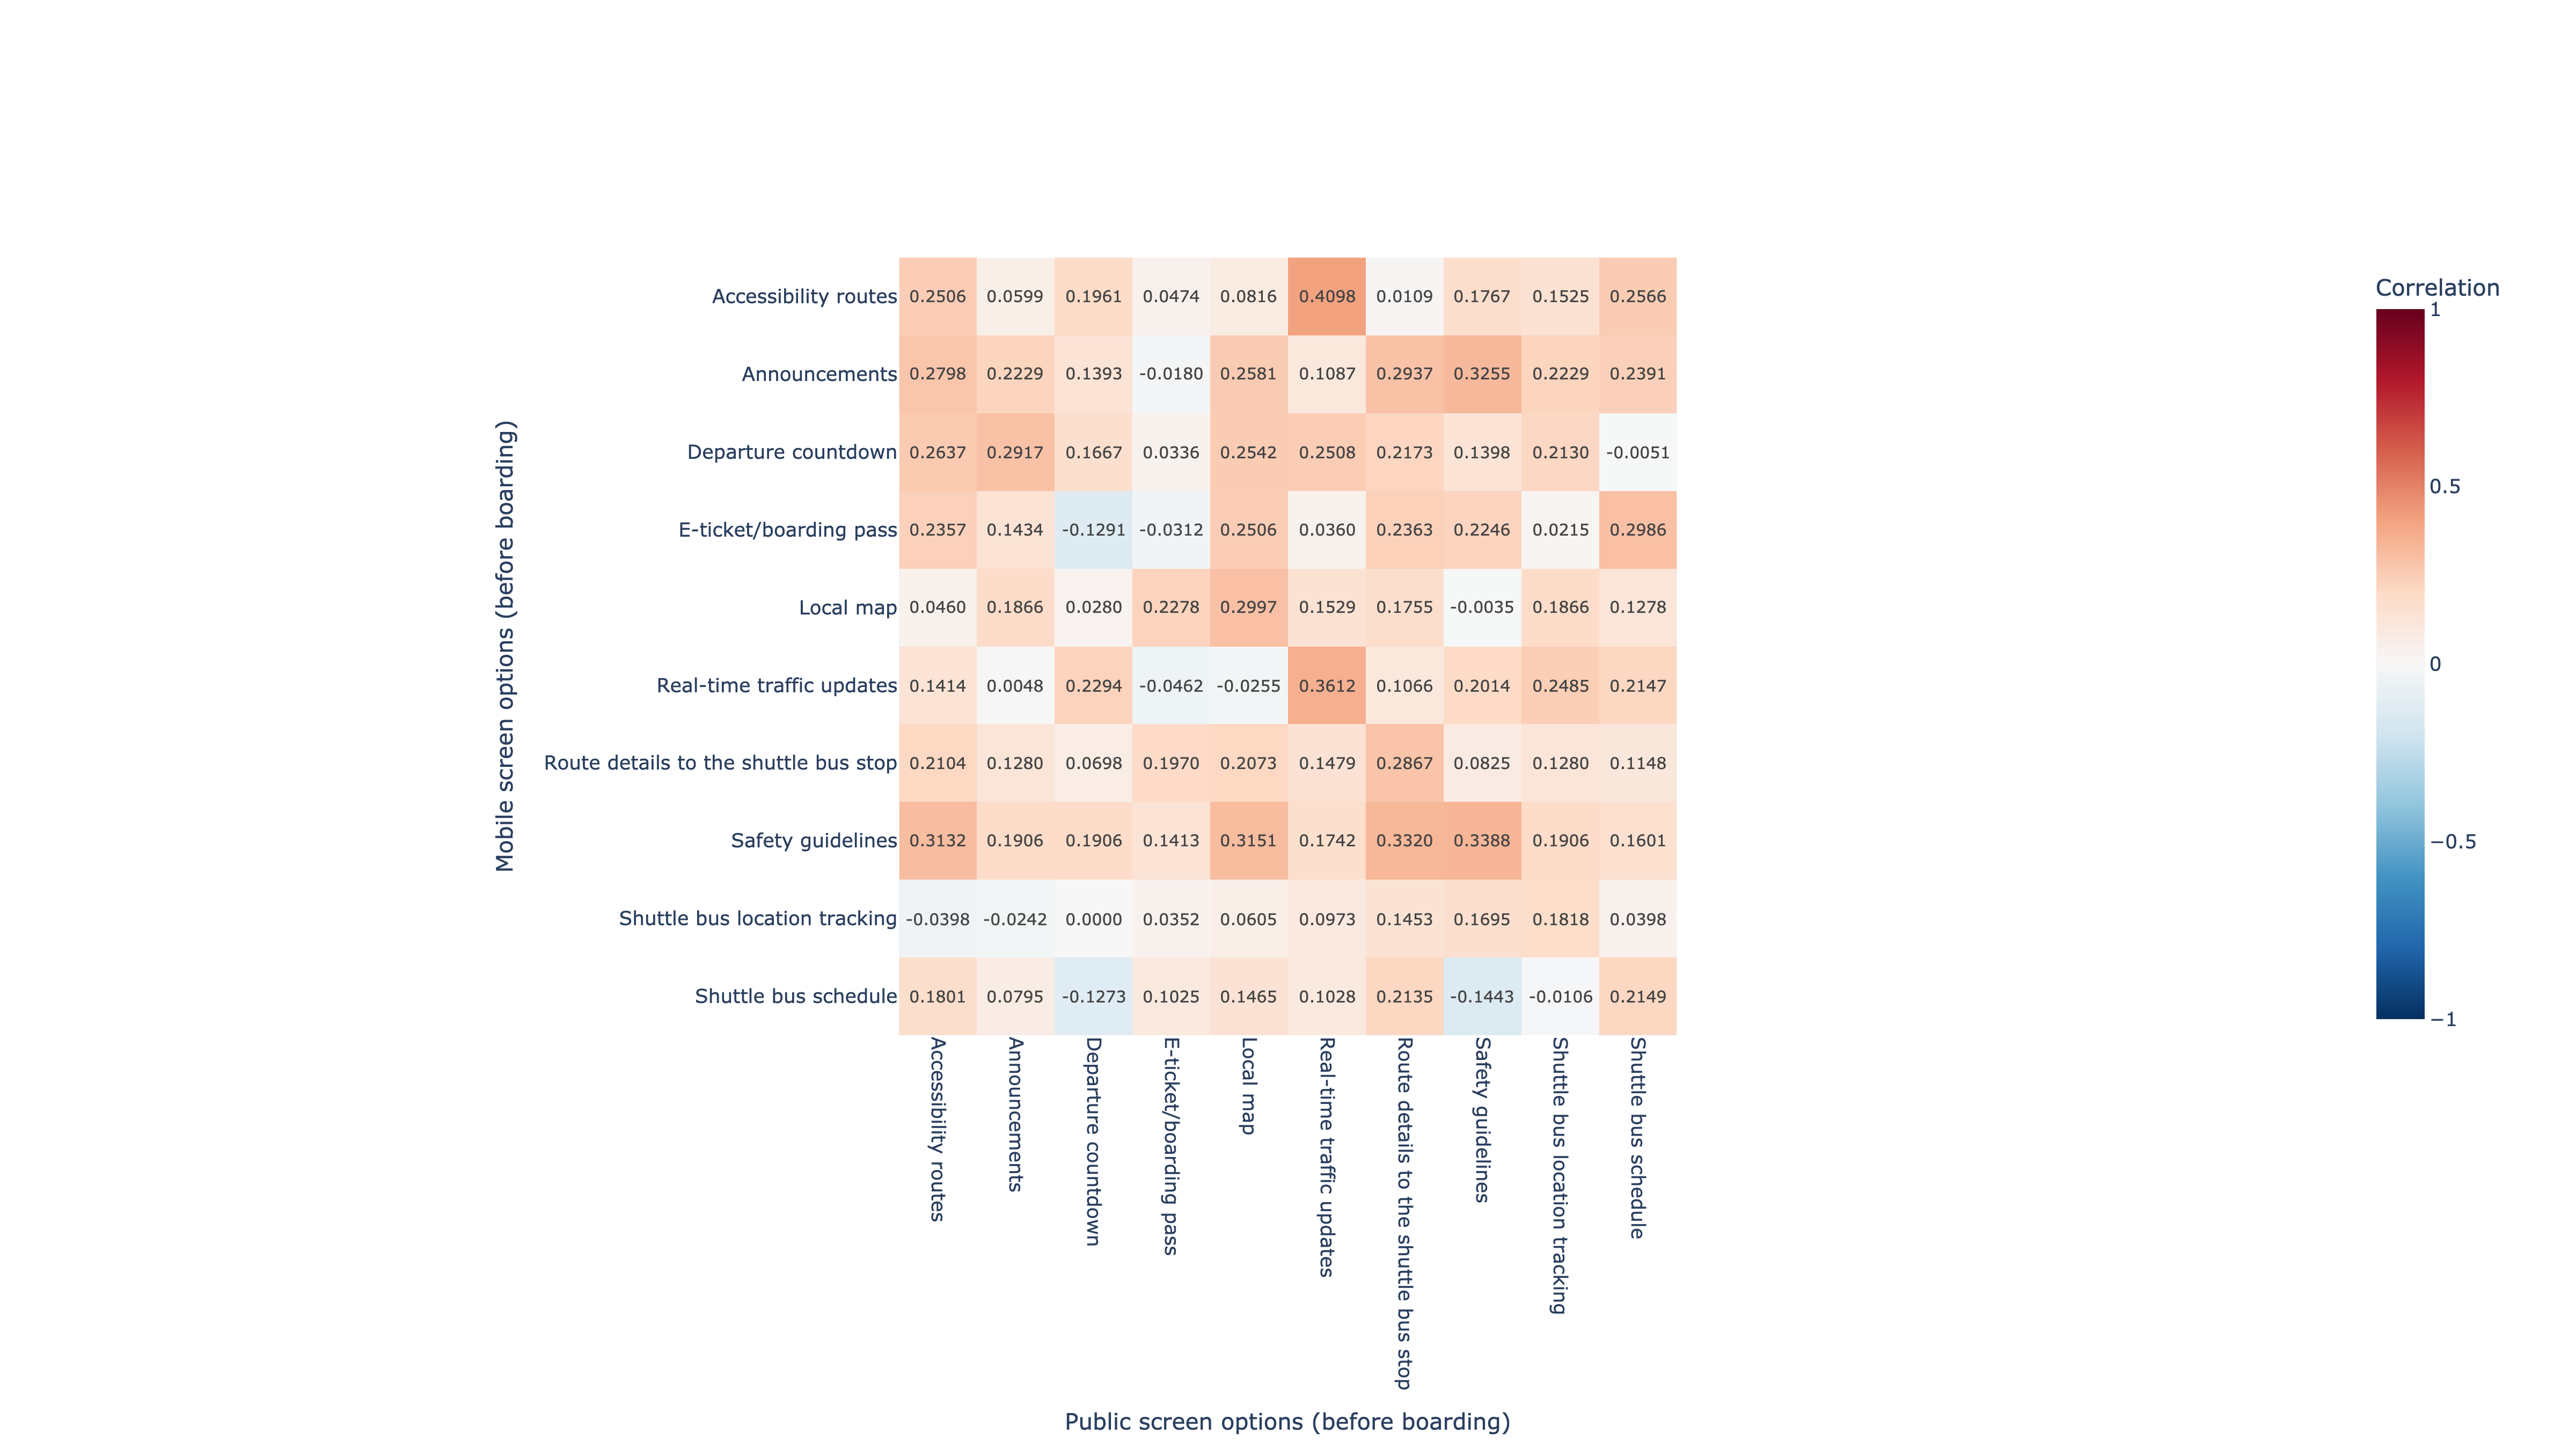 Correlation
1
0.5
0
−0.5
−1
Mobile screen options (before boarding)
Accessibility routes 0.2506 0.0599 0.1961 0.0474 0.0816 0.4098 0.0109 0.1767 0.1525 0.2566
Announcements 0.2798 0.2229 0.1393 -0.0180 0.2581 0.1087 0.2937 0.3255 0.2229 0.2391
Departure countdown 0.2637 0.2917 0.1667 0.0336 0.2542 0.2508 0.2173 0.1398 0.2130 -0.0051
E-ticket/boarding pass 0.2357 0.1434 -0.1291 -0.0312 0.2506 0.0360 0.2363 0.2246 0.0215 0.2986
Local map 0.0460 0.1866 0.0280 0.2278 0.2997 0.1529 0.1755 -0.0035 0.1866 0.1278
Real-time traffic updates 0.1414 0.0048 0.2294 -0.0462 -0.0255 0.3612 0.1066 0.2014 0.2485 0.2147
Route details to the shuttle bus stop 0.2104 0.1280 0.0698 0.1970 0.2073 0.1479 0.2867 0.0825 0.1280 0.1148
Safety guidelines 0.3132 0.1906 0.1906 0.1413 0.3151 0.1742 0.3320 0.3388 0.1906 0.1601
Shuttle bus location tracking -0.0398 -0.0242 0.0000 0.0352 0.0605 0.0973 0.1453 0.1695 0.1818 0.0398
Shuttle bus schedule 0.1801 0.0795 -0.1273 0.1025 0.1465 0.1028 0.2135 -0.1443 -0.0106 0.2149
Accessibility routes
Announcements
Departure countdown
E-ticket/boarding pass
Local map
Real-time traffic updates
Route details to the shuttle bus stop
Safety guidelines
Shuttle bus location tracking
Shuttle bus schedule
Public screen options (before boarding)